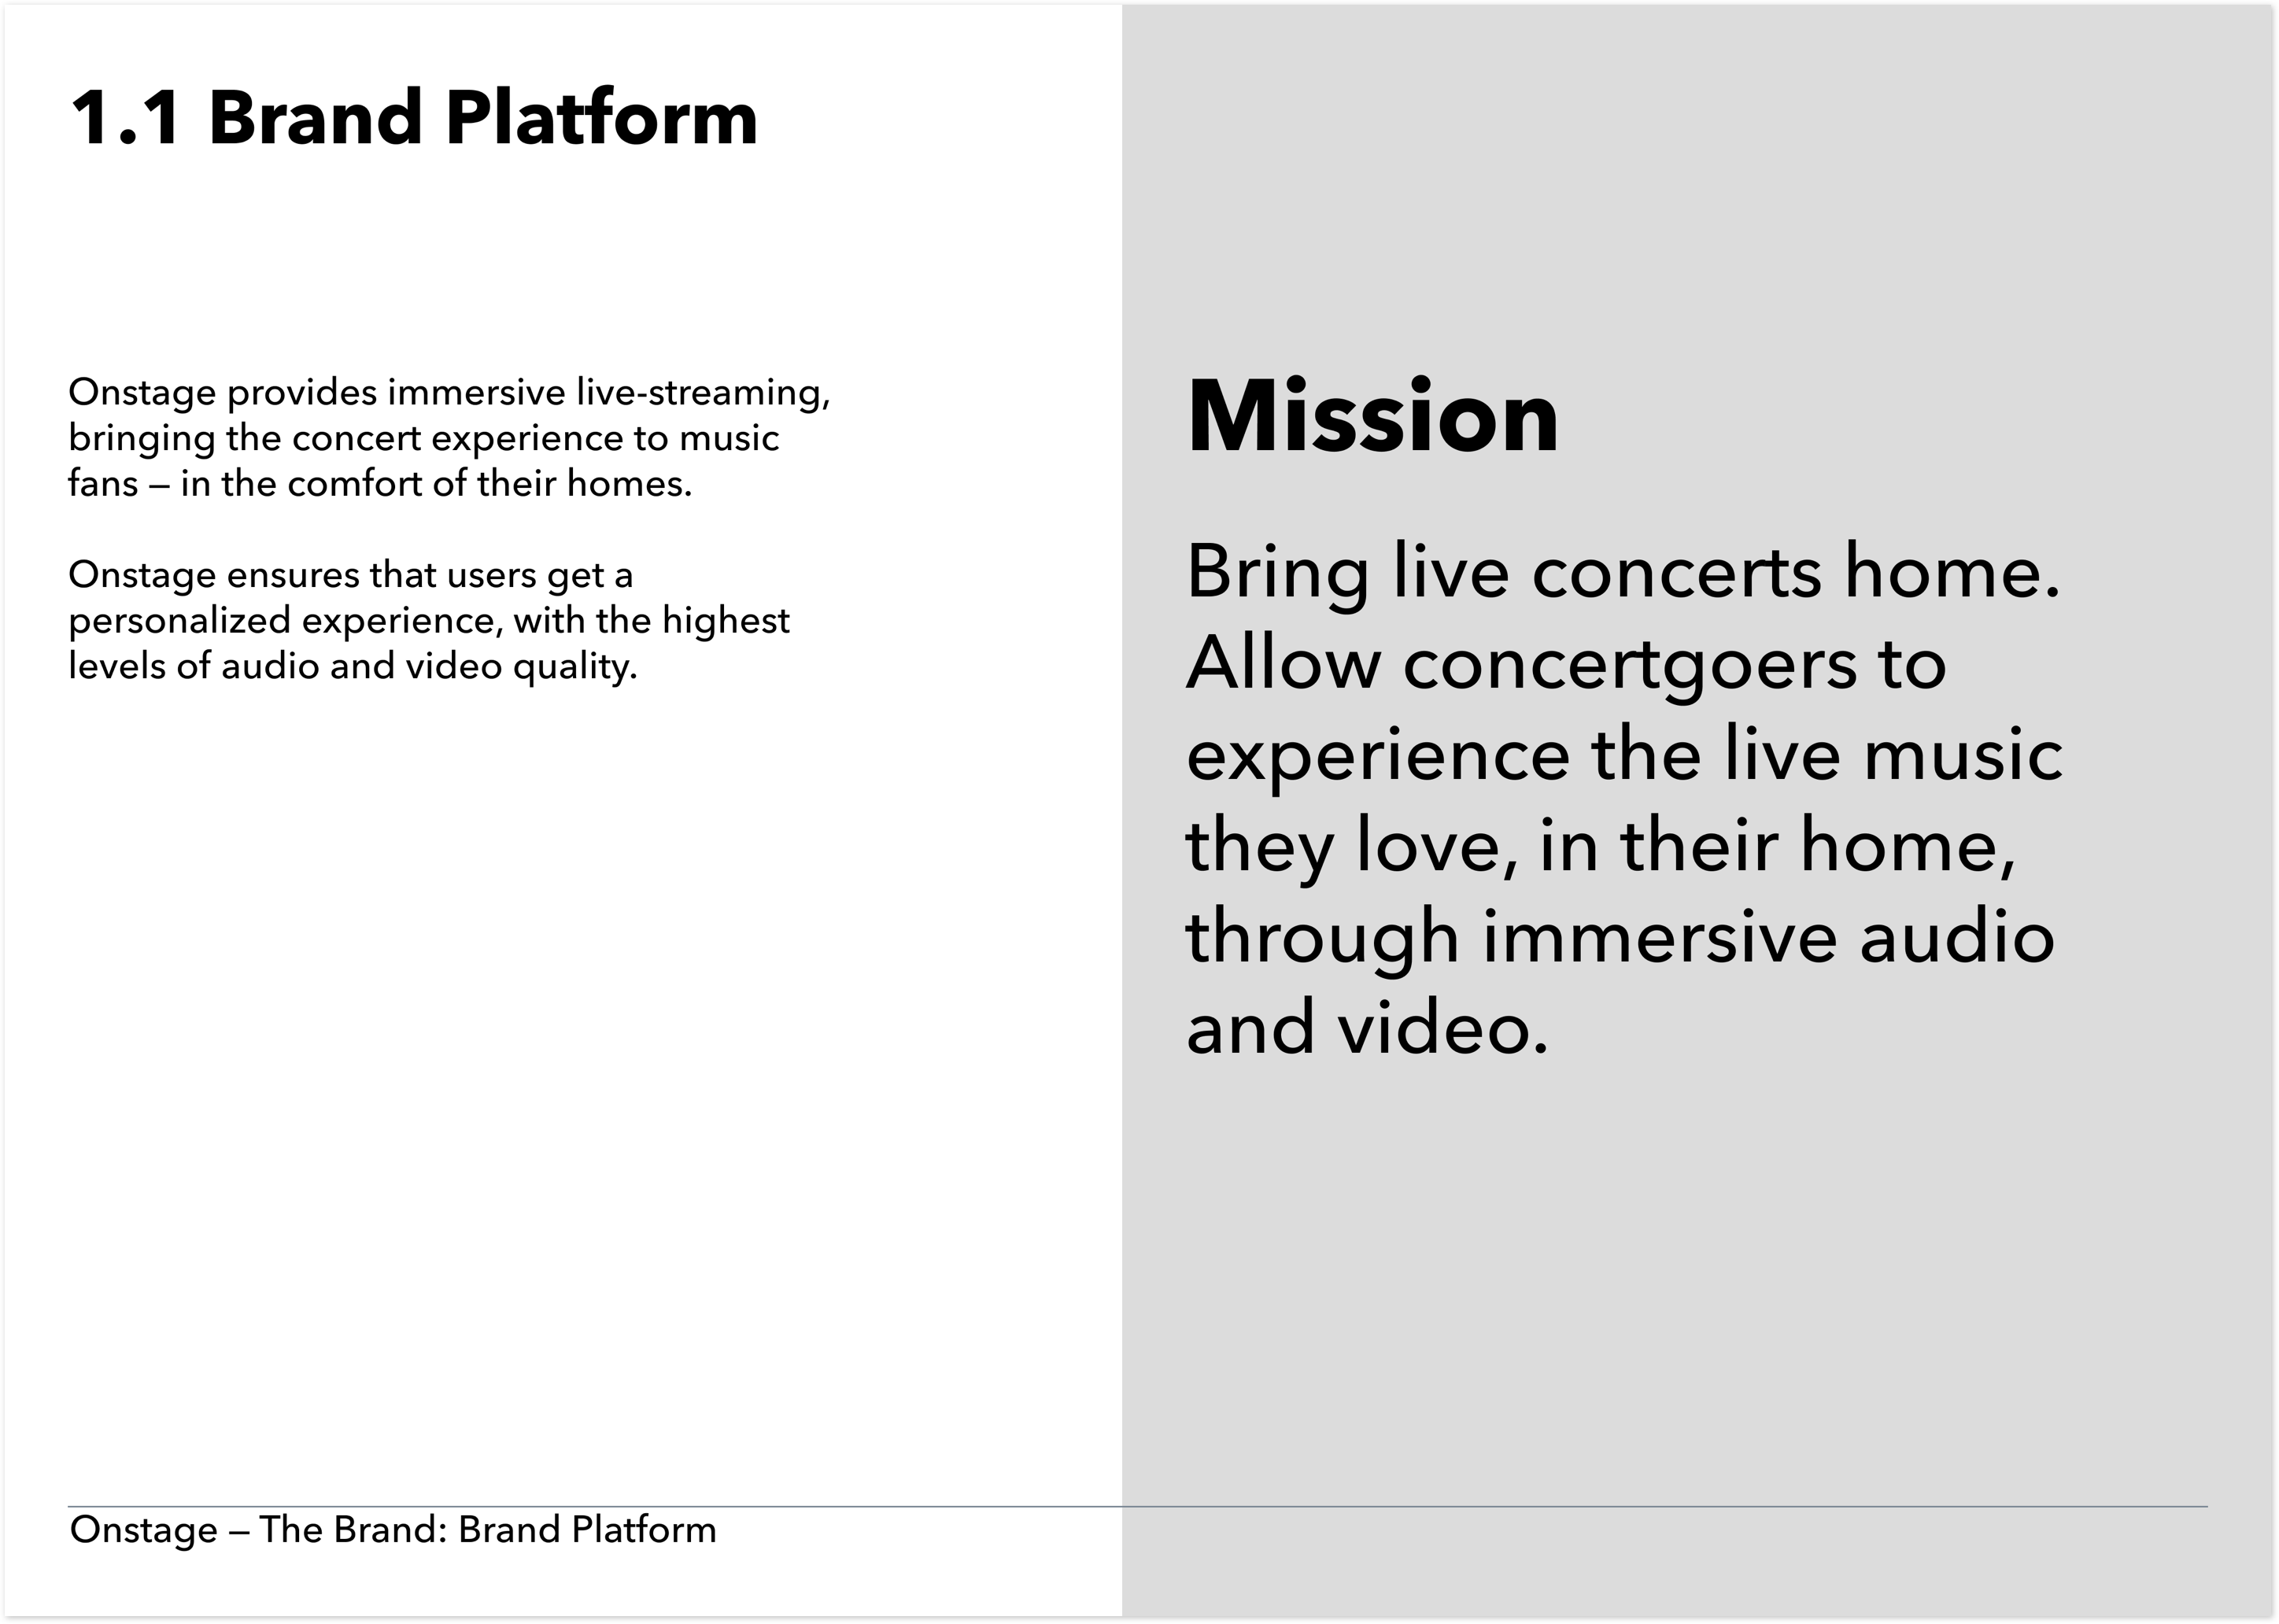 1.1 Brand Platform
Onstage provides immersive live-streaming,
bringing the concert experience to music
fans – in the comfort of their homes.
Onstage ensures that users get a
personalized experience, with the highest
levels of audio and video quality.
Mission
Bring live concerts home.
Allow concertgoers to
experience the live music
they love, in their home,
through immersive audio
and video.
Onstage – The Brand: Brand Platform